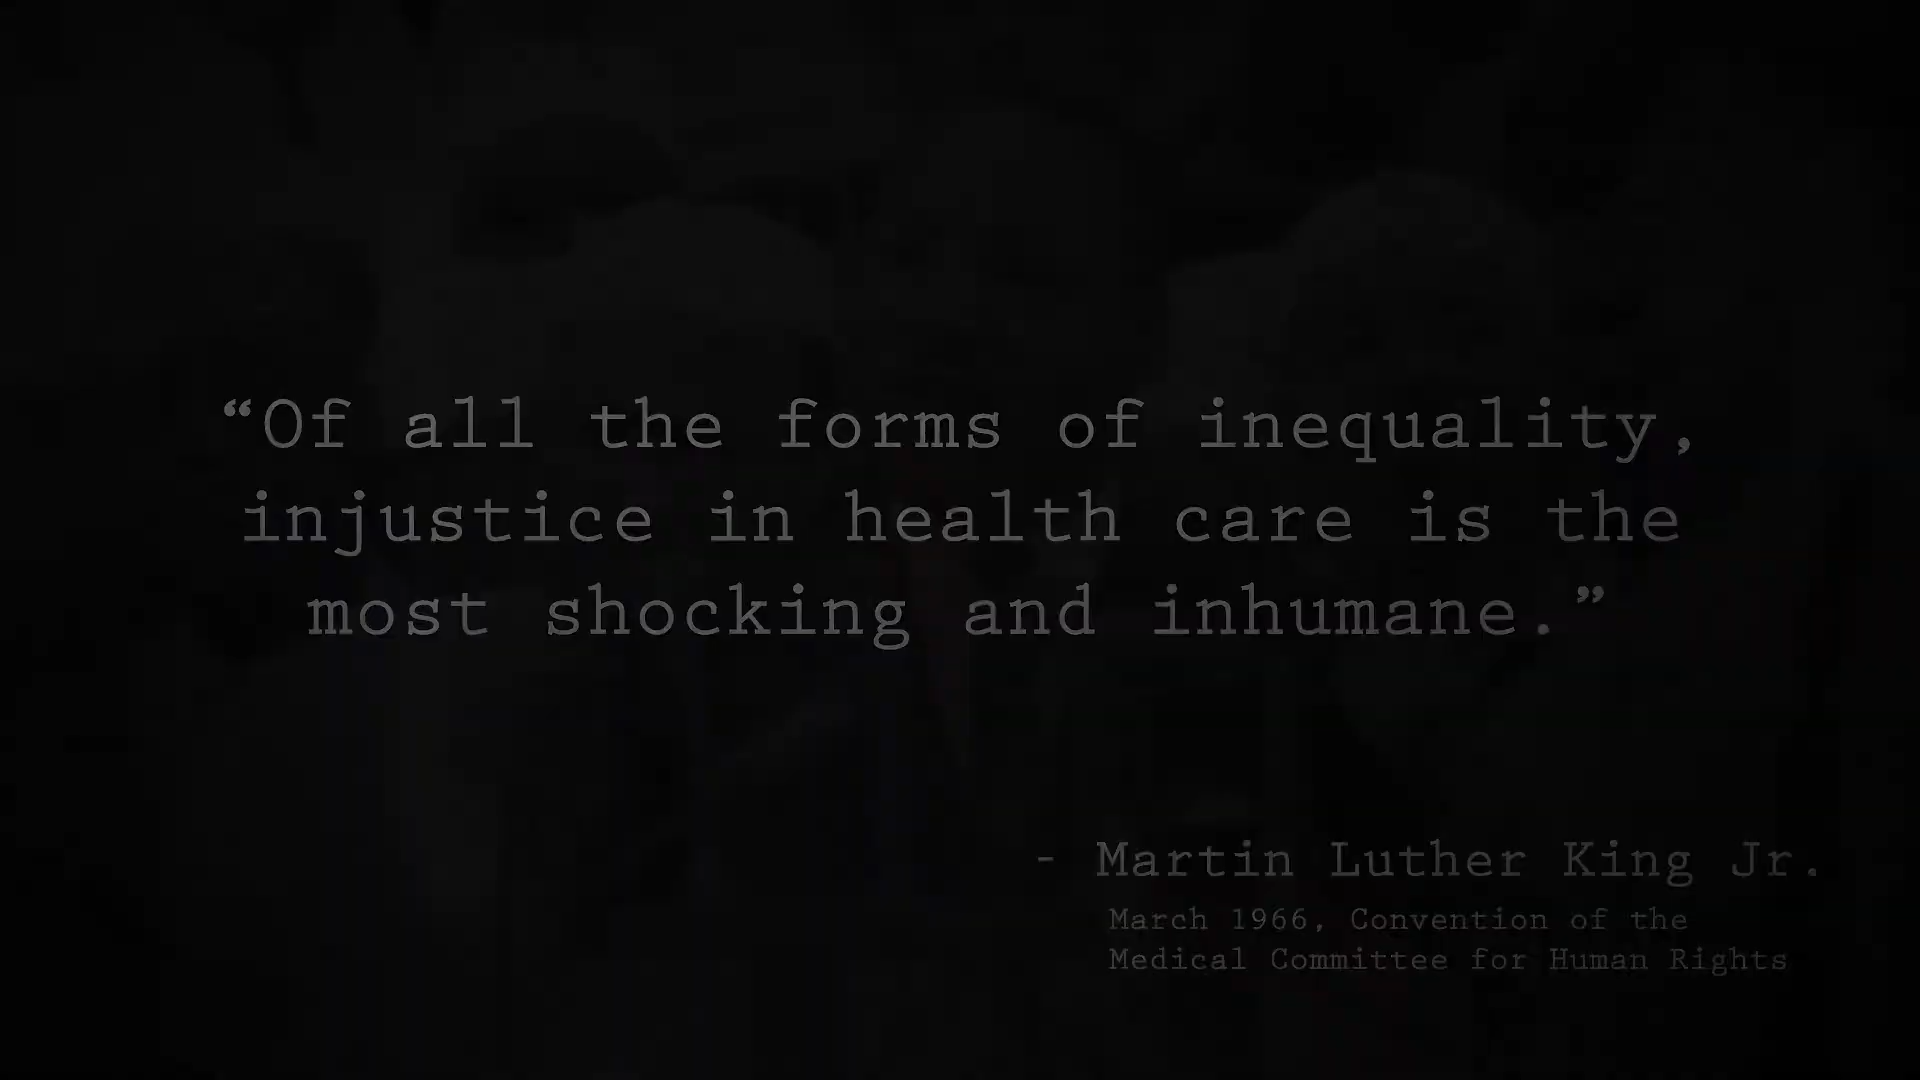 “Of all the forms of inequality,
injustice in health care is the
most shocking and inhumane.”
- Martin Luther King Jr.
March 1966, Convention of the
Medical Committee for Human Rights